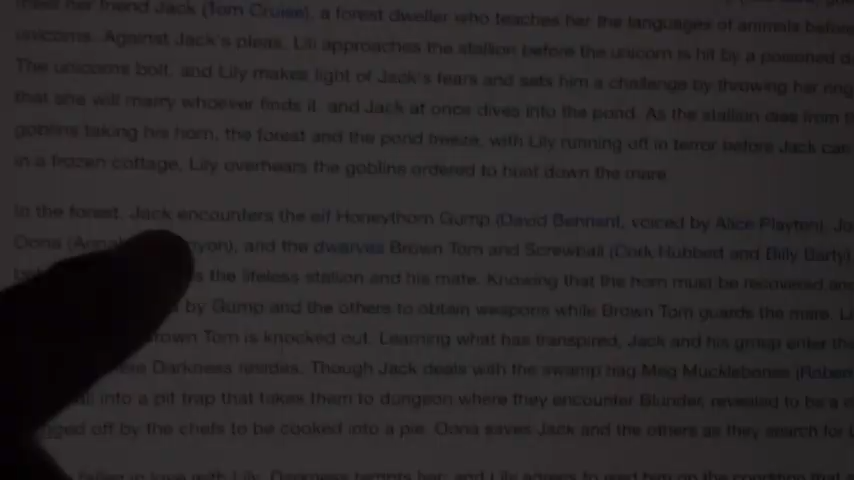 her friend Jack (Tom Cruise), a forest dweller who teaches her the languages of animals
unicorns. Against Jack's pleas, Lili approaches the stallion before the unicorn is hit by a poisoned
The unicorns bolt, and Lily makes light of Jack's fears and sets him a challenge by throwing her ring
that she will marry whoever finds it, and Jack at once dives into the pond. As the stallion dies from
goblins taking his horn, the forest and the pond freeze, with Lily running off in terror before Jack can
in a frozen cottage, Lily overhears the goblins ordered to hunt down the mare.
In the forest, Jack encounters the elf Honeythorn Gump (David Bennent, voiced by Alice Playten),
Oona and the dwarves Brown Tom and Screwball (Cork Hubbert and Billy Barty)
the lifeless stallion and his mate. Knowing that the horn must be recovered and
by Gump and the others to obtain weapons while Brown Tom guards the mare.
Tom is knocked out. Learning what has transpired, Jack and his group enter the
Darkness resides. Though Jack deals with the swamp hag Meg Mucklebones
into a pit trap that takes them to dungeon where they encounter Blunder, revealed to be a
off by the chefs to be cooked into a pie. Oona saves Jack and the others as they search for
in love with Lily, Darkness tempts her, and Lily agrees to wed him on the condition that